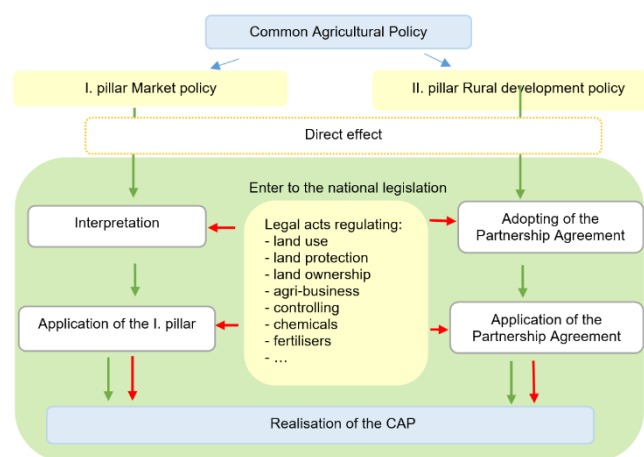 Common Agricultural Policy
I. pillar Market policy
II. pillar Rural development policy
Direct effect
Enter to the national legislation
Interpretation
Legal acts regulating:
- land use
- land protection
- land ownership
- agri-business
- controlling
- chemicals
- fertilisers
- …
Adopting of the
Partnership Agreement
Application of the I. pillar
Application of the
Partnership Agreement
Realisation of the CAP